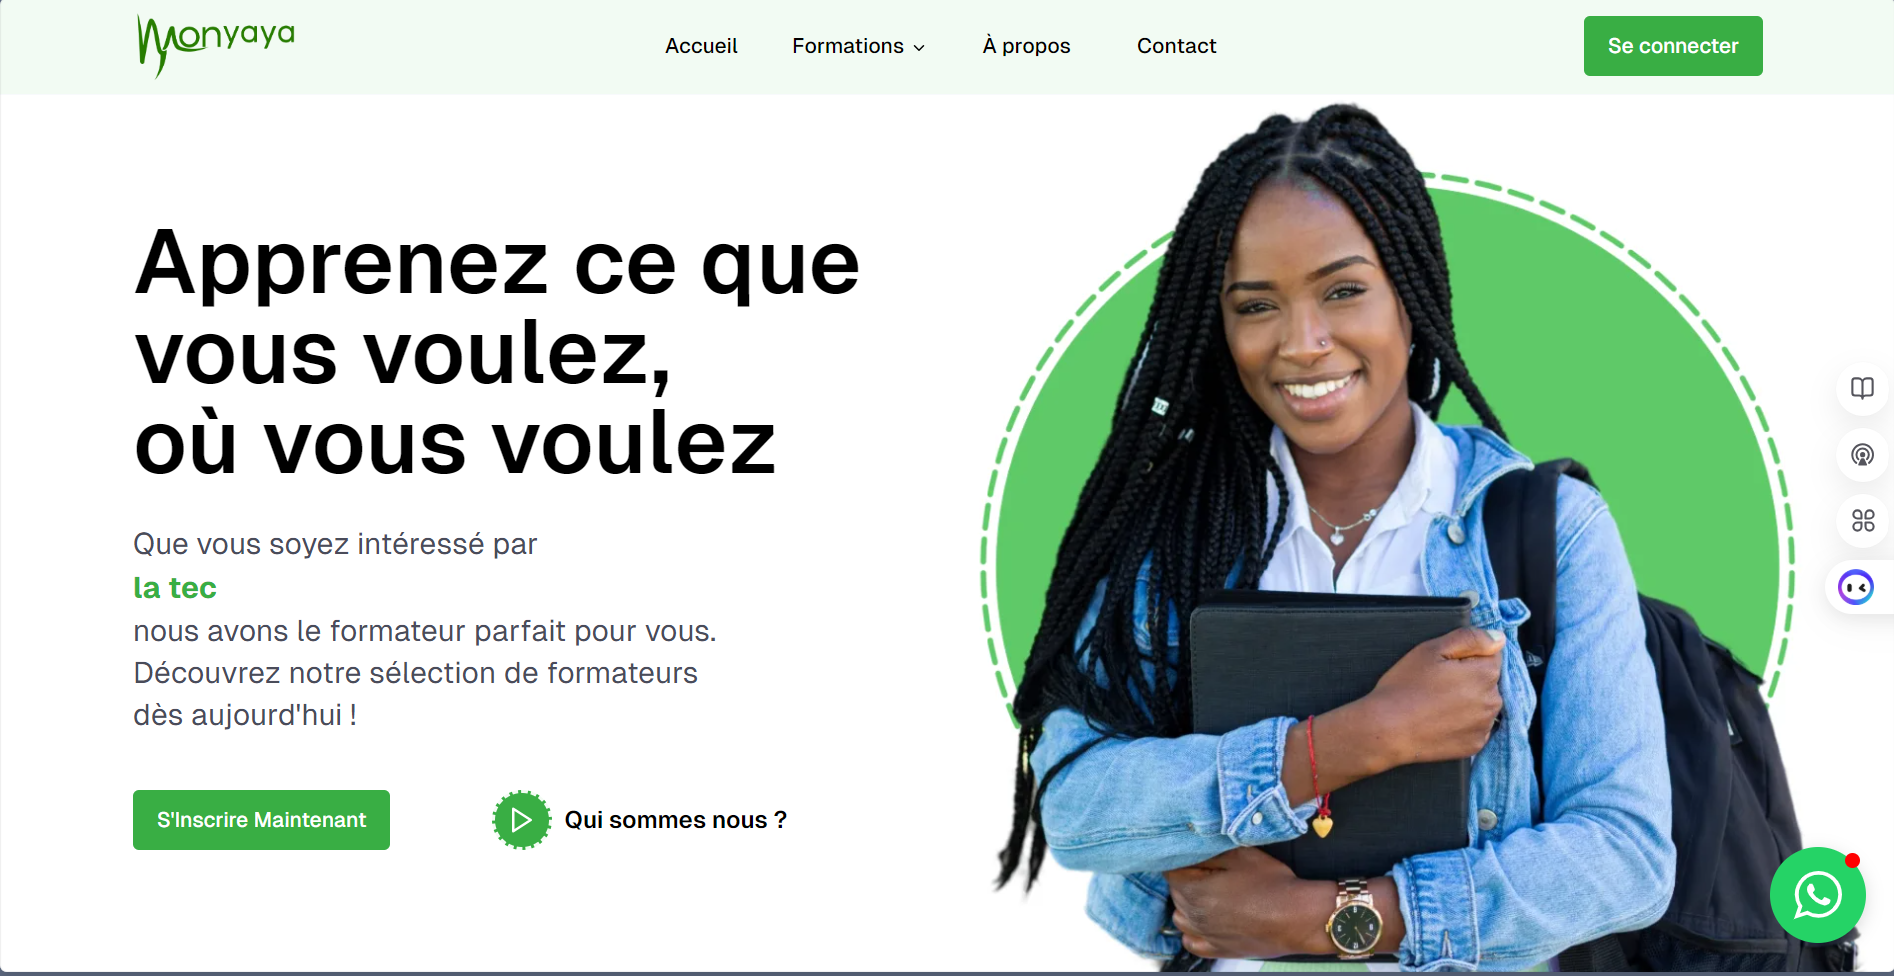 Monyaya
Accueil
Formations
À propos
Contact
Se connecter
Apprenez ce que
vous voulez,
où vous voulez
Que vous soyez intéressé par
la tec
nous avons le formateur parfait pour vous.
Découvrez notre sélection de formateurs
dès aujourd'hui !
S'Inscrire Maintenant
Qui sommes nous ?